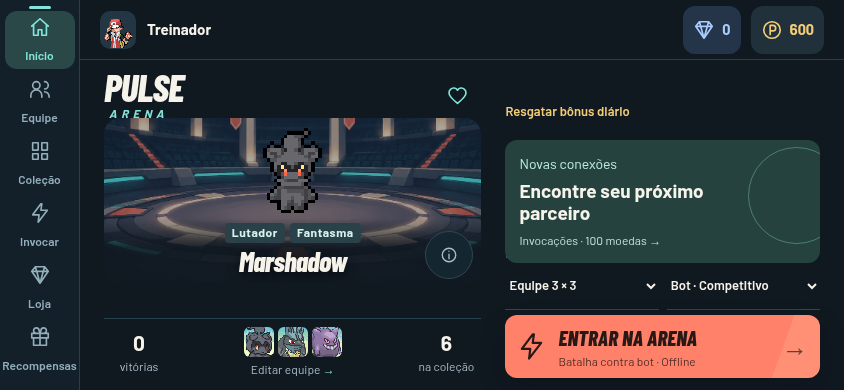 Início
Equipe
Coleção
Invocar
Loja
Recompensas
Treinador
0
600
PULSE
ARENA
Lutador
Fantasma
Marshadow
0
vitórias
Editar equipe →
6
na coleção
Resgatar bônus diário
Novas conexões
Encontre seu próximo
parceiro
Invocações · 100 moedas →
Equipe 3 × 3
Bot · Competitivo
ENTRAR NA ARENA
Batalha contra bot · Offline
→